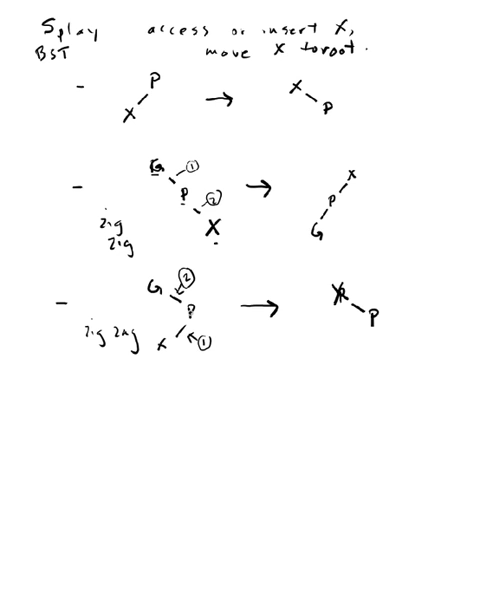 Splay access or insert X,
BST move X to root.
- P
X → X
P
G ①
- P ② → X
zig X P
zig G
G ②
- P → X
zig zag X ① P